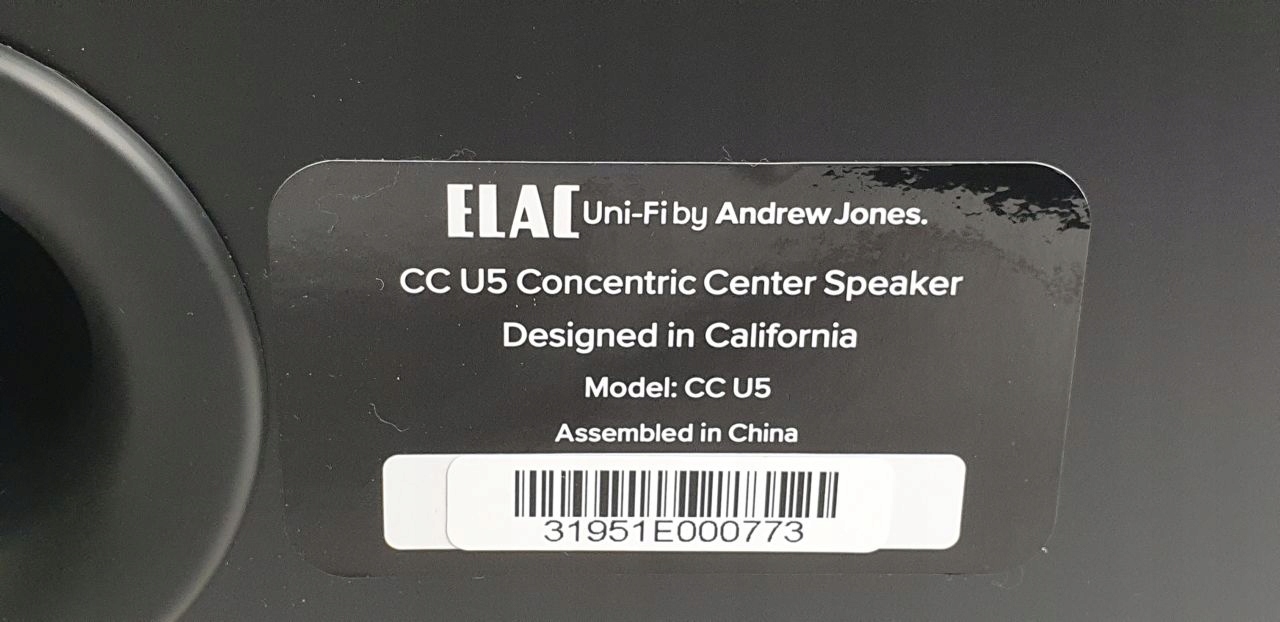 ELAC Uni-Fi by Andrew Jones.
CC U5 Concentric Center Speaker
Designed in California
Model: CC U5
Assembled in China
31951E000773